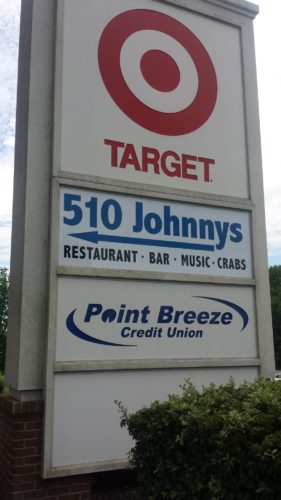 TARGET
510 Johnnys
RESTAURANT · BAR · MUSIC · CRABS
Point Breeze
Credit Union